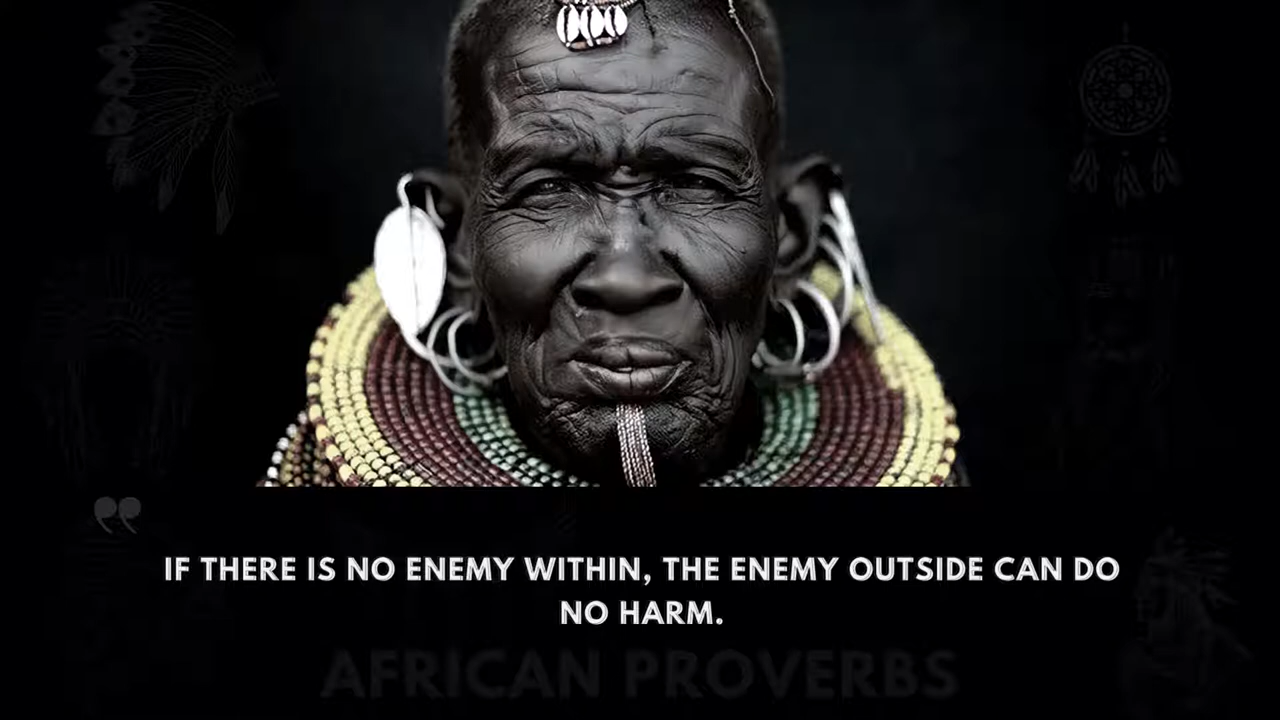 ”
IF THERE IS NO ENEMY WITHIN, THE ENEMY OUTSIDE CAN DO
NO HARM.
AFRICAN PROVERBS